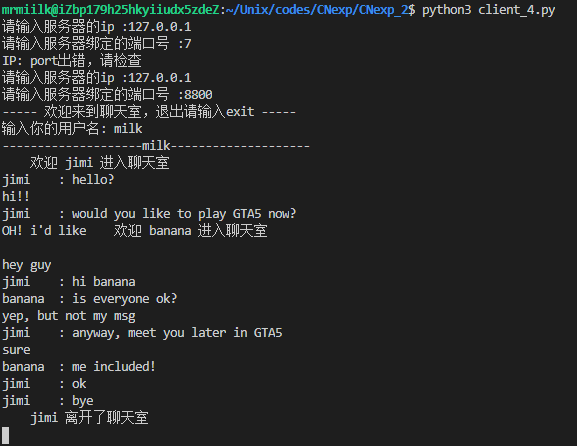 mrmiilk@iZbp179h25hkyiiudx5zdeZ:~/Unix/codes/CNexp/CNexp_2$ python3 client_4.py
请输入服务器的ip :127.0.0.1
请输入服务器绑定的端口号 :7
IP: port出错，请检查
请输入服务器的ip :127.0.0.1
请输入服务器绑定的端口号 :8800
----- 欢迎来到聊天室，退出请输入exit -----
输入你的用户名: milk
--------------------milk--------------------
    欢迎 jimi 进入聊天室
jimi    : hello?
hi!!
jimi    : would you like to play GTA5 now?
OH! i'd like    欢迎 banana 进入聊天室

hey guy
jimi    : hi banana
banana  : is everyone ok?
yep, but not my msg
jimi    : anyway, meet you later in GTA5
sure
banana  : me included!
jimi    : ok
jimi    : bye
    jimi 离开了聊天室